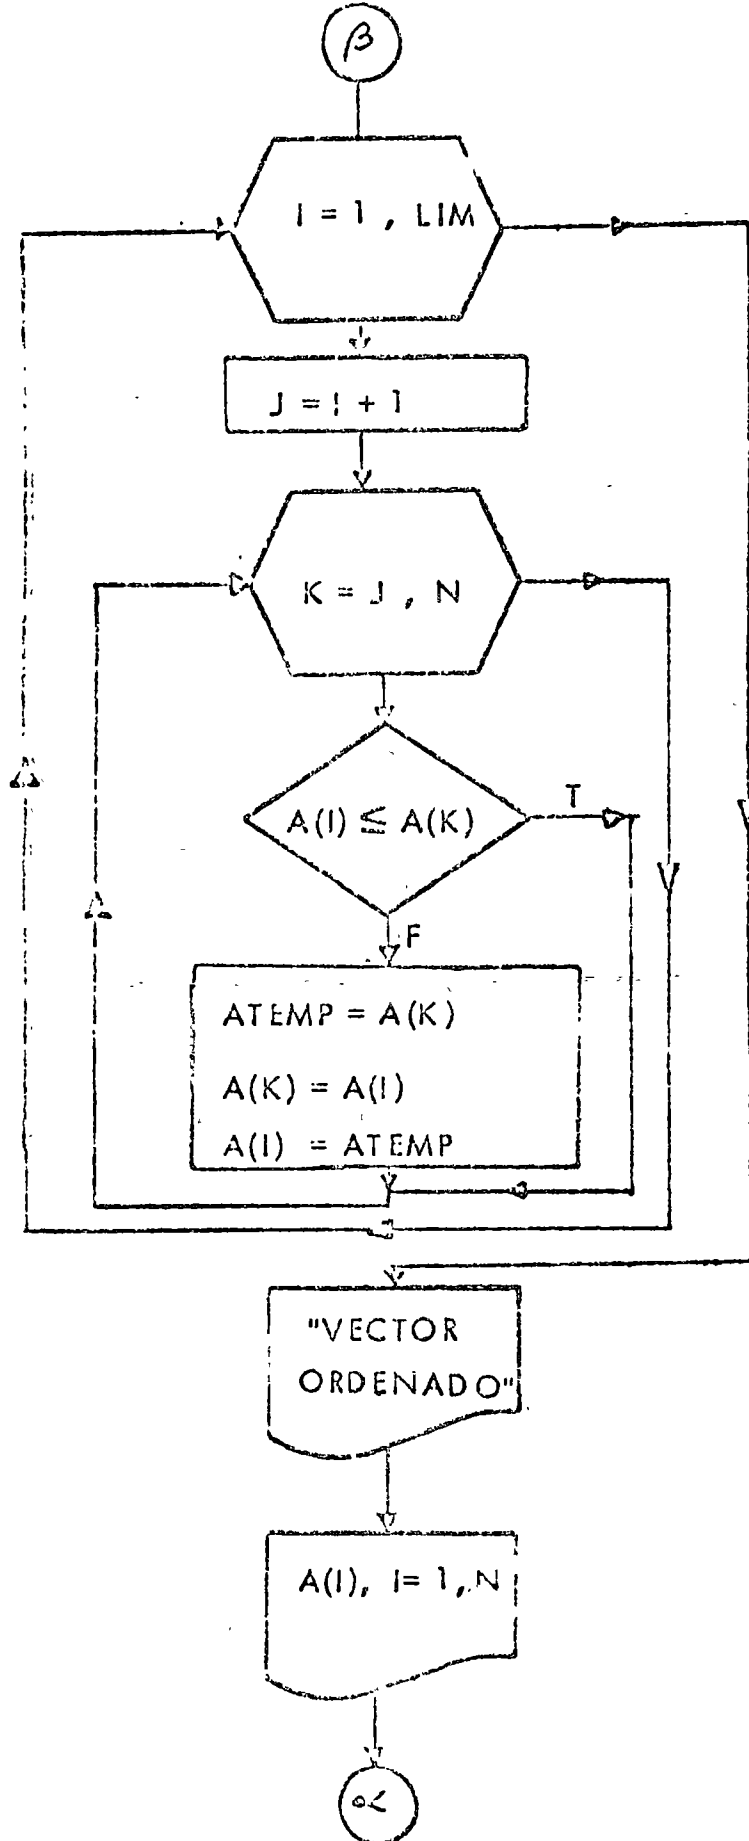 β
I = 1 , LIM
J = I + 1
K = J , N
A(I) ≦ A(K)
T
F
ATEMP = A(K)
A(K) = A(I)
A(I) = ATEMP
"VECTOR
ORDENADO"
A(I), I= 1, N
α